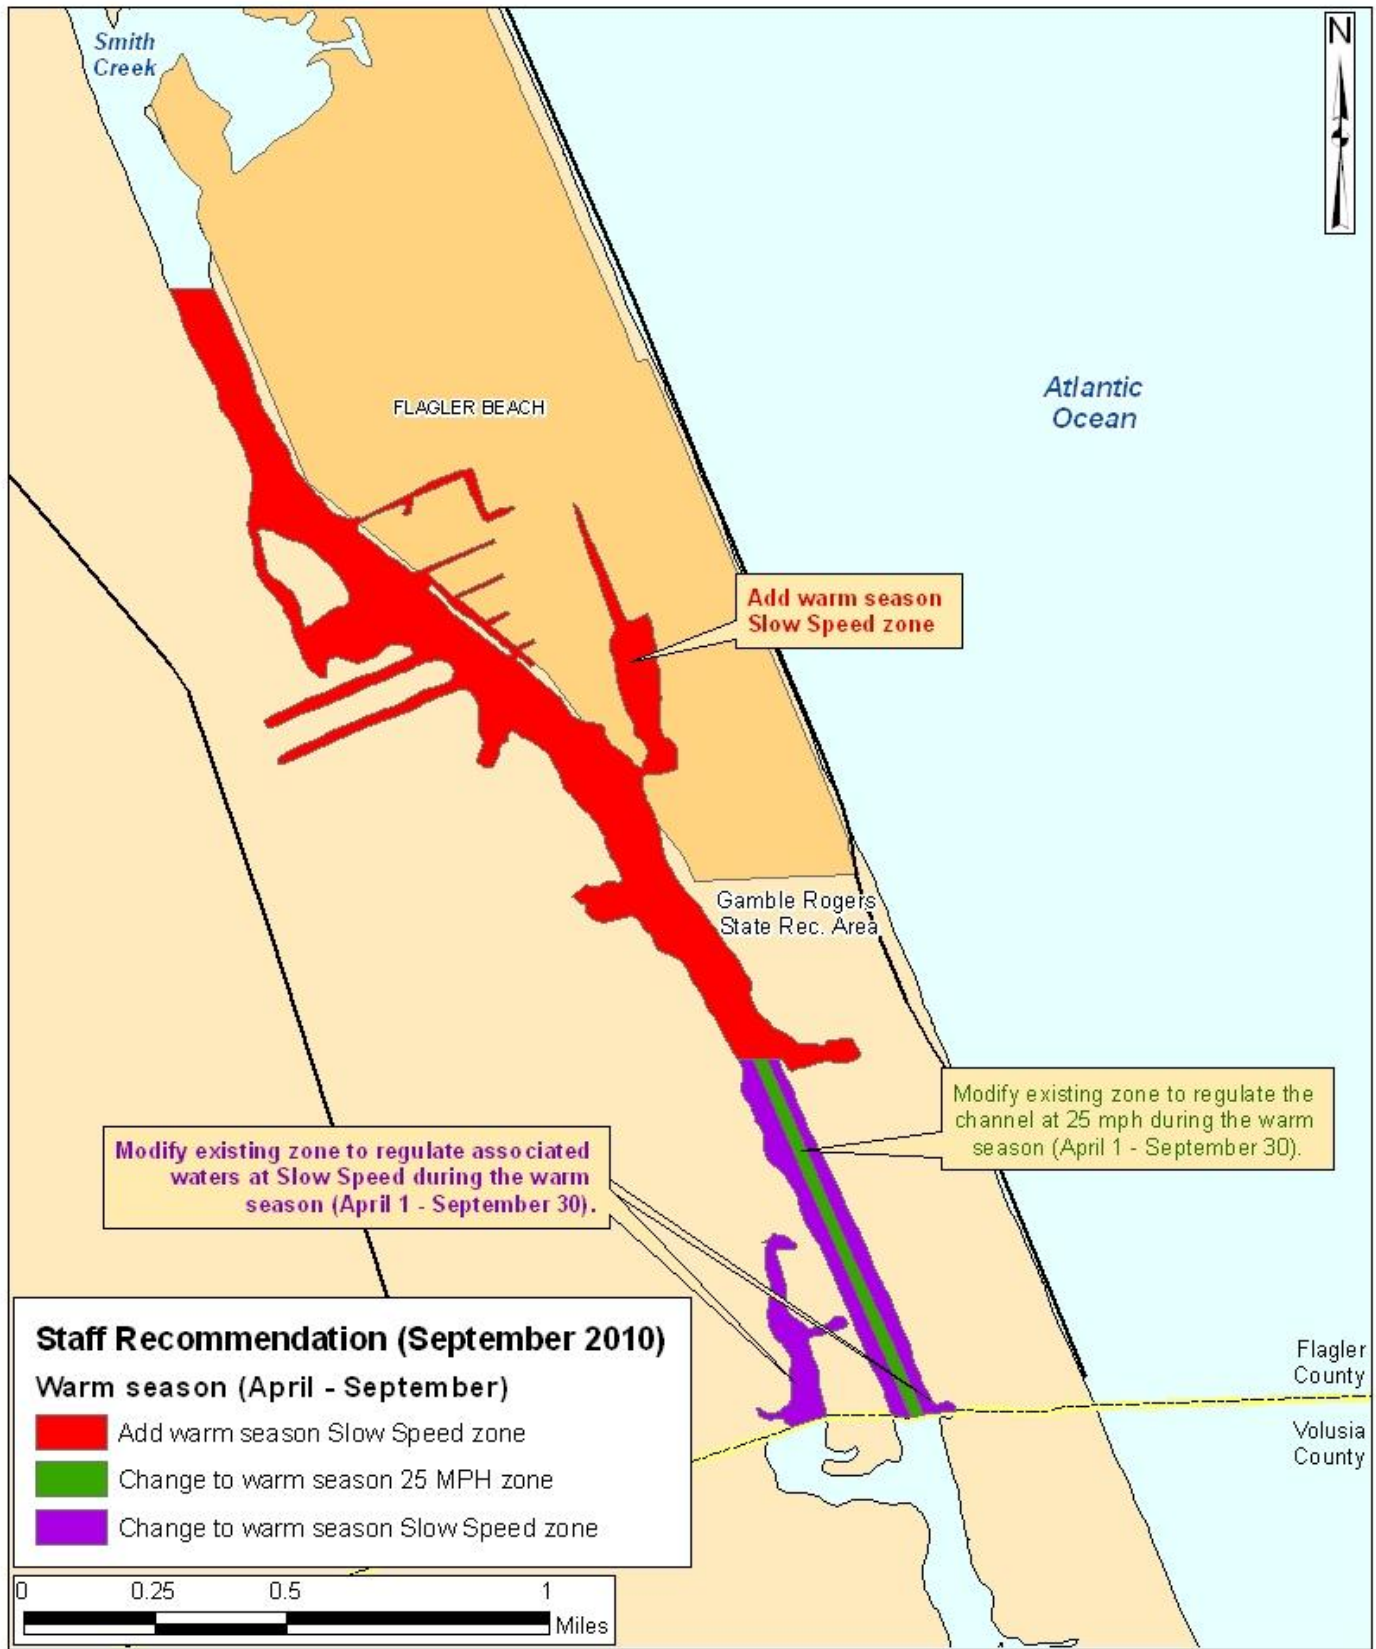 Smith
Creek
N
Atlantic
Ocean
FLAGLER BEACH
Add warm season
Slow Speed zone
Gamble Rogers
State Rec. Area
Modify existing zone to regulate the
channel at 25 mph during the warm
season (April 1 - September 30).
Modify existing zone to regulate associated
waters at Slow Speed during the warm
season (April 1 - September 30).
Flagler
County
Volusia
County
Staff Recommendation (September 2010)
Warm season (April - September)
Add warm season Slow Speed zone
Change to warm season 25 MPH zone
Change to warm season Slow Speed zone
0 0.25 0.5 1
Miles